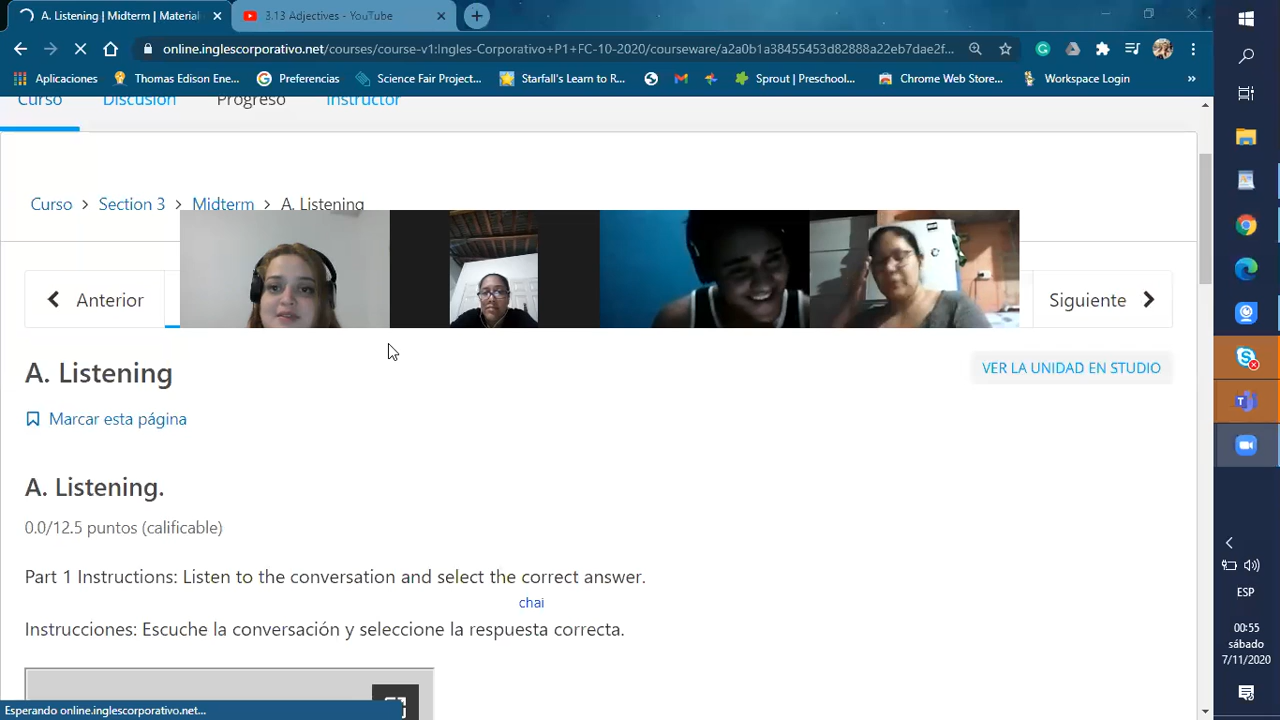 A. Listening | Midterm | Material
3.13 Adjectives - YouTube
online.inglescorporativo.net/courses/course-v1:Ingles-Corporativo+P1+FC-10-2020/courseware/a2a0b1a38455453d82888a22eb7dae2f...
Aplicaciones
Thomas Edison Ene...
Preferencias
Science Fair Project...
Starfall's Learn to R...
Sprout | Preschool...
Chrome Web Store...
Workspace Login
»
Curso
Discusión
Progreso
Instructor
Curso > Section 3 > Midterm > A. Listening
Anterior
Siguiente
A. Listening
VER LA UNIDAD EN STUDIO
Marcar esta página
A. Listening.
0.0/12.5 puntos (calificable)
Part 1 Instructions: Listen to the conversation and select the correct answer.
chai
Instrucciones: Escuche la conversación y seleccione la respuesta correcta.
Esperando online.inglescorporativo.net...
ESP
00:55
sábado
7/11/2020